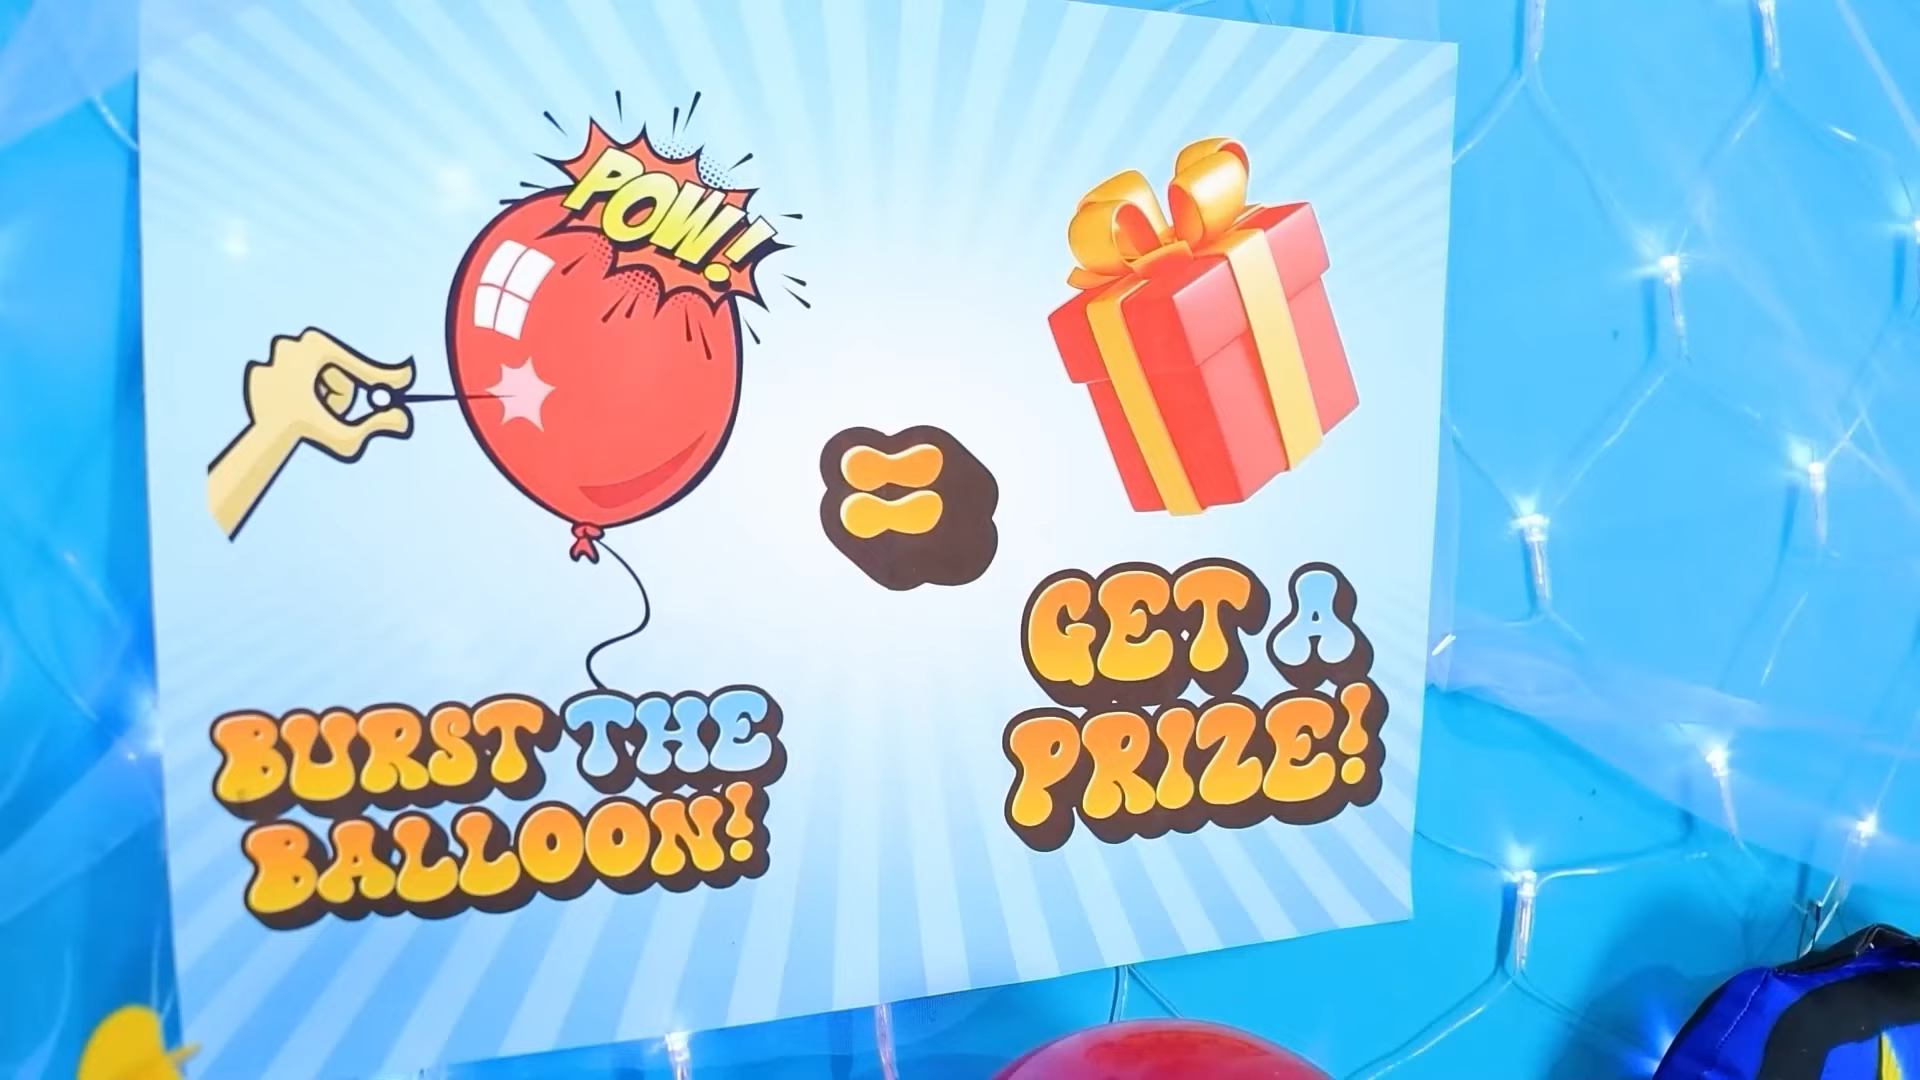 POW!
BURST THE
BALLOON!
=
GET A
PRIZE!